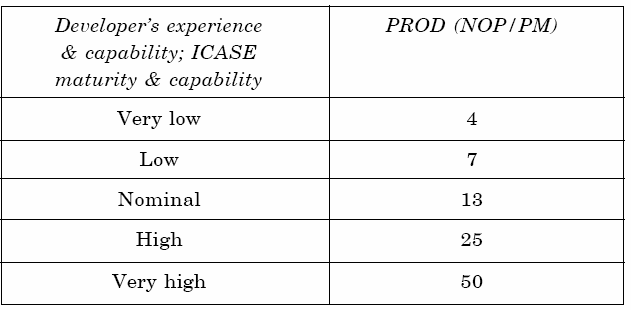 Developer's experience
& capability; ICASE
maturity & capability
PROD (NOP/PM)
Very low
4
Low
7
Nominal
13
High
25
Very high
50